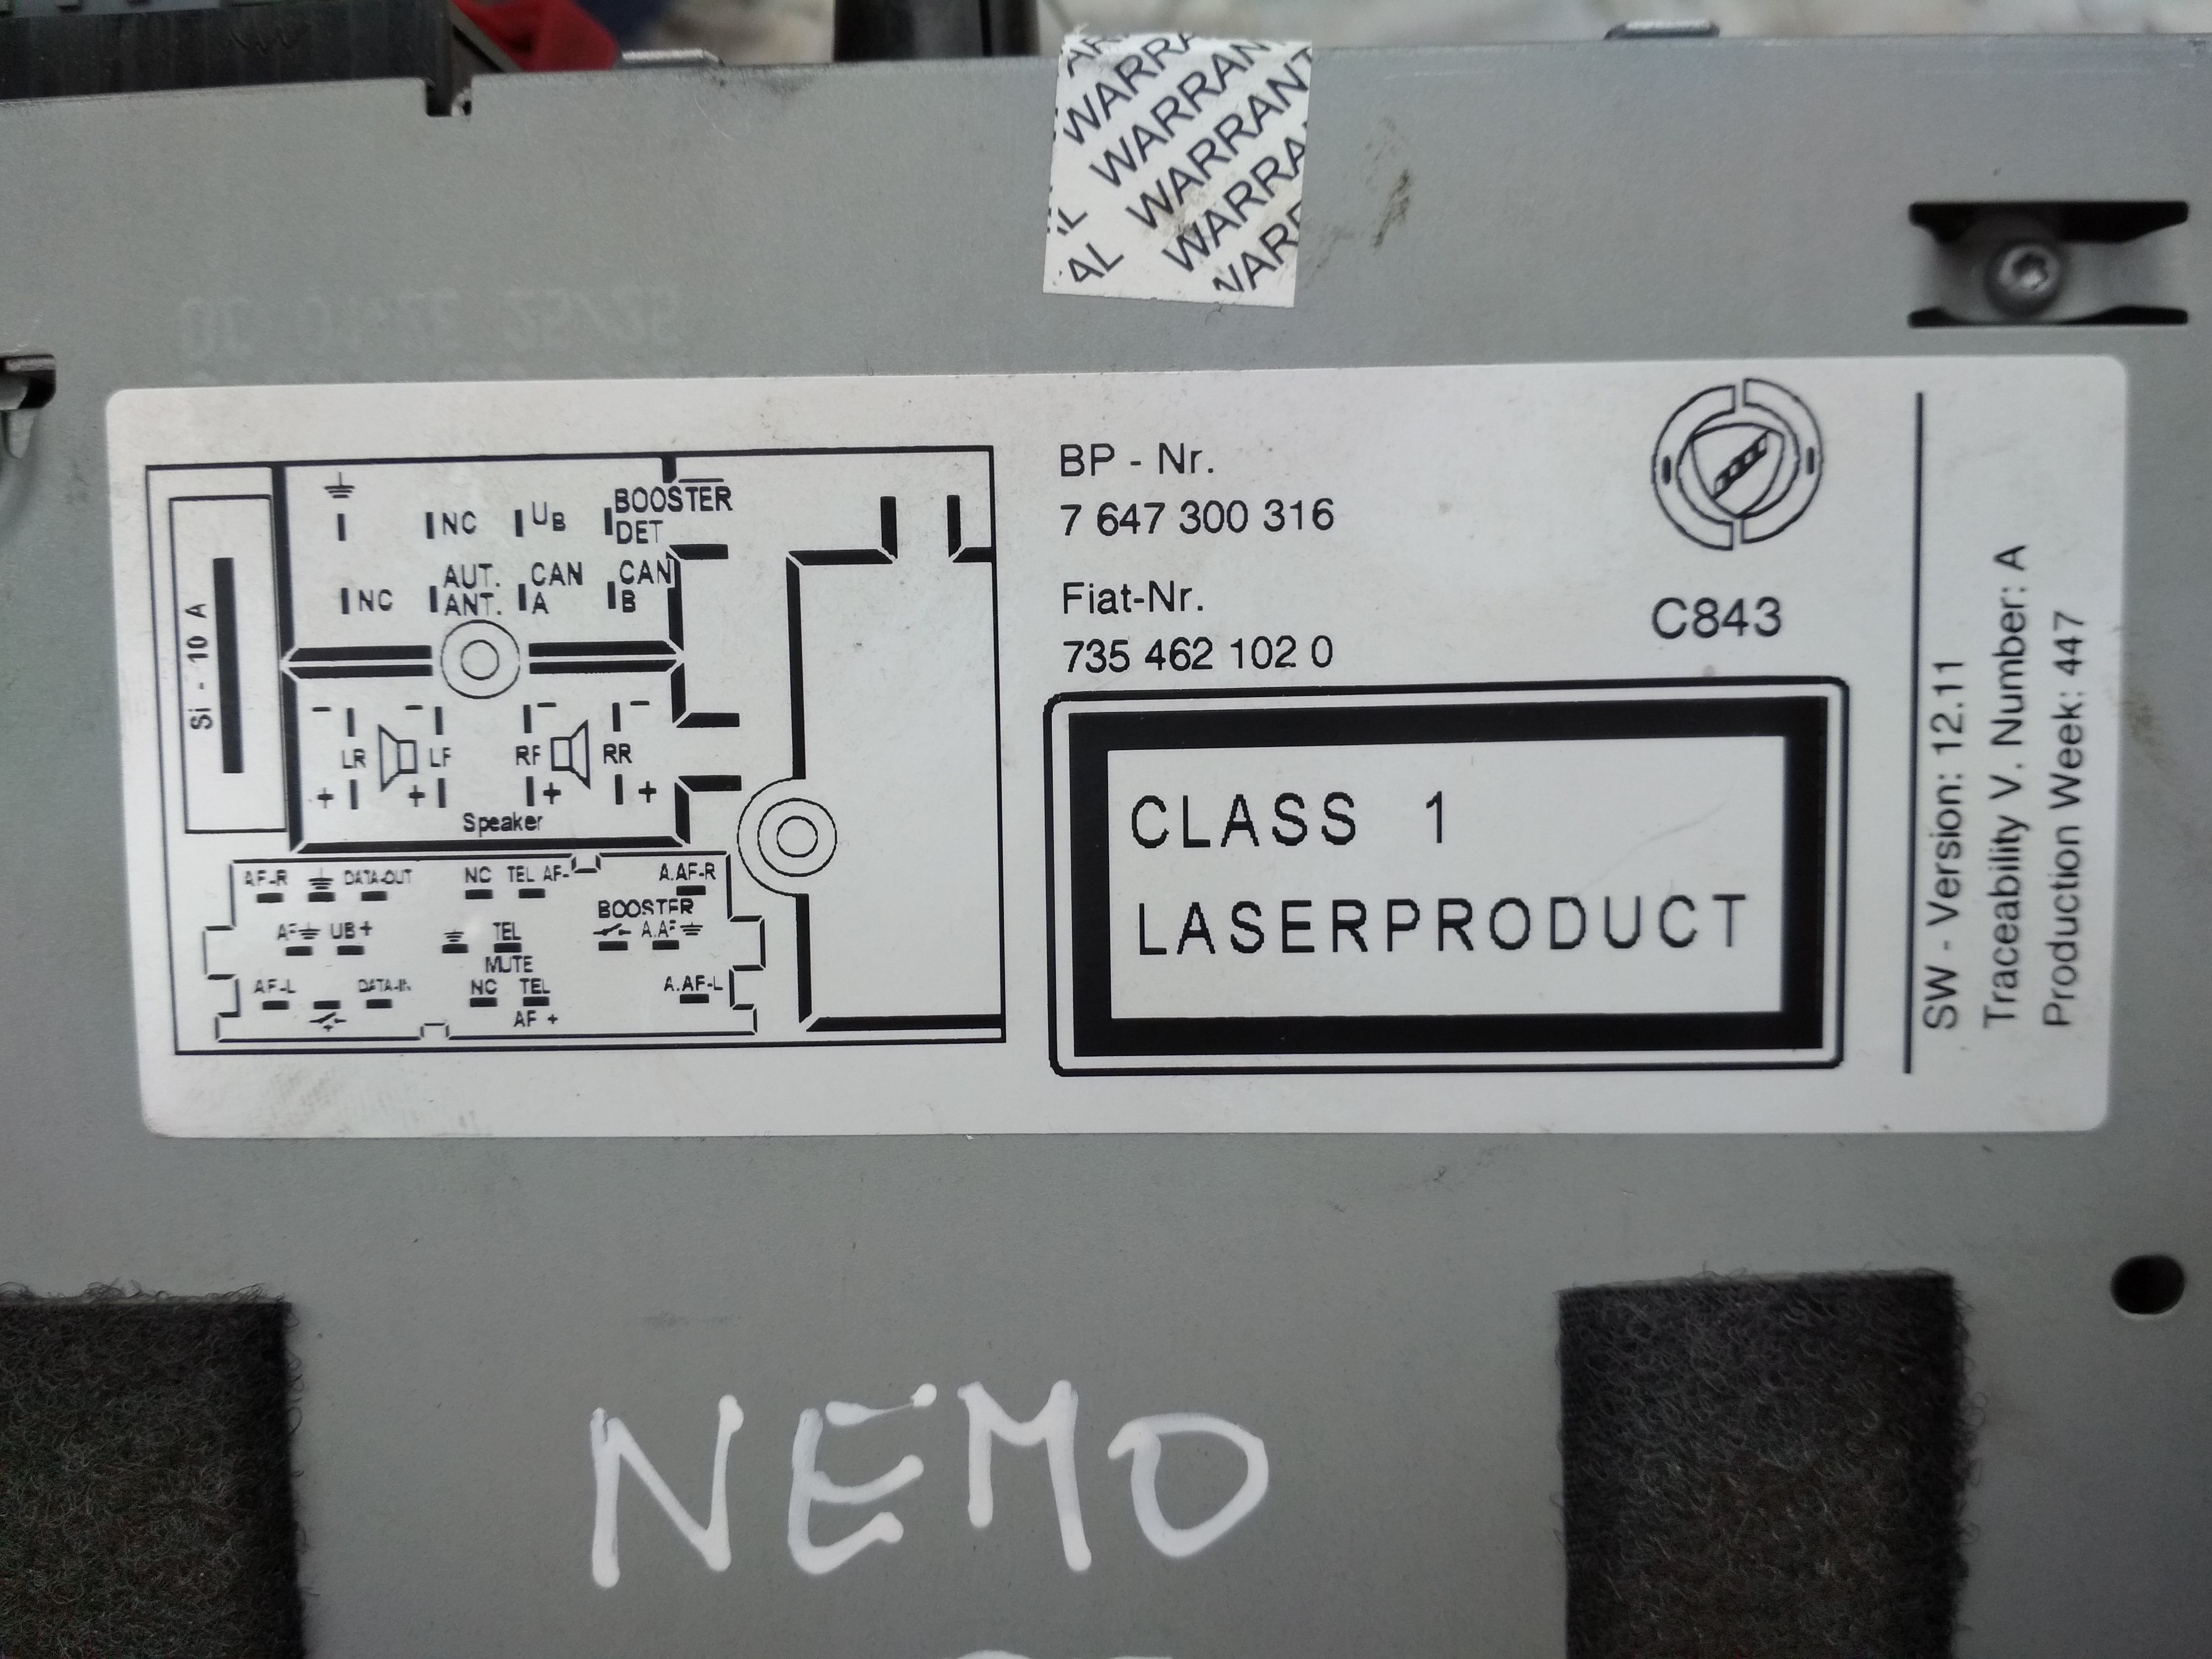 WARRA
WARRAN
WARRANT
WARRA
AL
BP - Nr.
7 647 300 316
Fiat-Nr.
735 462 102 0
C843
CLASS 1
LASERPRODUCT
SW - Version: 12.11
Traceability V. Number: A
Production Week: 447
Si - 10 A
NC UB BOOSTER
DET
NC AUT. CAN CAN
ANT. A B
- - - -
LR LF RF RR
+ + + +
Speaker
AF-R DATA-OUT NC TEL AF- A.AF-R
BOOSTER
AF UB+ TEL A.AF
MUTE
AF-L DATA-IN NC TEL A.AF-L
AF +
NEMO